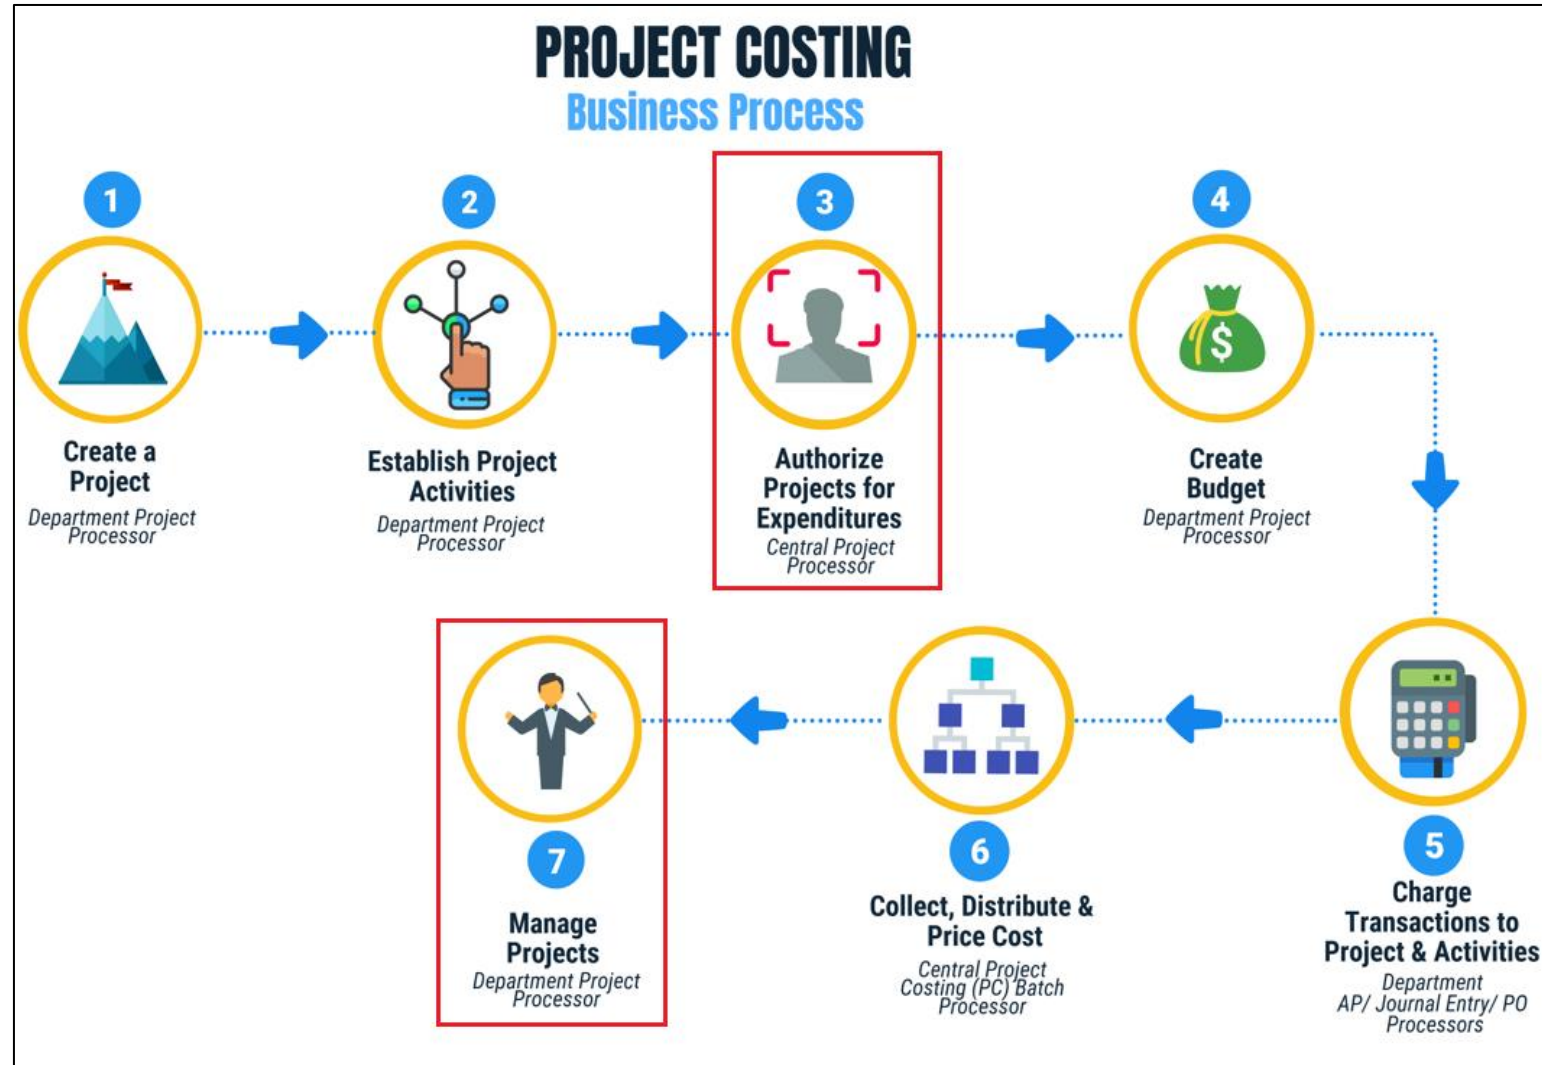 PROJECT COSTING
Business Process
1
Create a
Project
Department Project
Processor
2
Establish Project
Activities
Department Project
Processor
3
Authorize
Projects for
Expenditures
Central Project
Processor
4
$
Create
Budget
Department Project
Processor
5
Charge
Transactions to
Project & Activities
Department
AP/ Journal Entry/ PO
Processors
6
Collect, Distribute &
Price Cost
Central Project
Costing (PC) Batch
Processor
7
Manage
Projects
Department Project
Processor